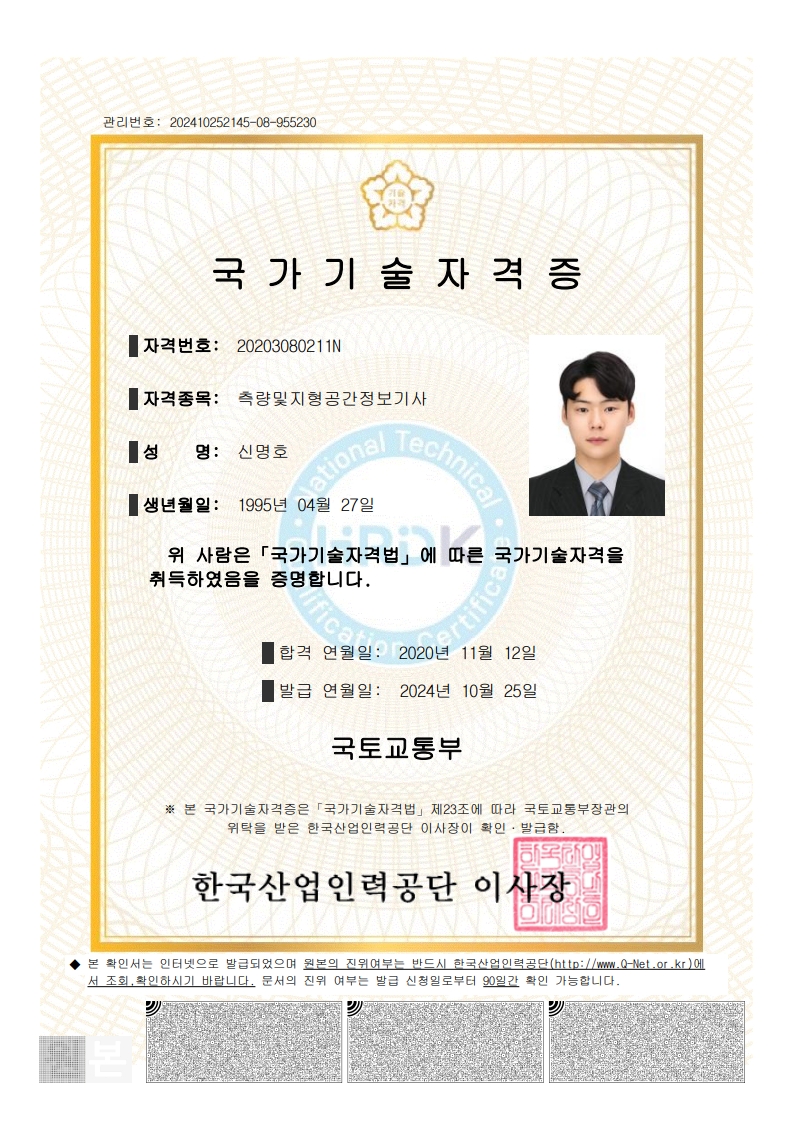 관리번호: 202410252145-08-955230
기술
자격
국가기술자격증
자격번호: 20203080211N
자격종목: 측량및지형공간정보기사
성 명: 신명호
생년월일: 1995년 04월 27일
National Technical
HRDK
Qualification Certificate
위 사람은「국가기술자격법」에 따른 국가기술자격을
취득하였음을 증명합니다.
합격 연월일: 2020년 11월 12일
발급 연월일: 2024년 10월 25일
국토교통부
※ 본 국가기술자격증은「국가기술자격법」제23조에 따라 국토교통부장관의
위탁을 받은 한국산업인력공단 이사장이 확인·발급함.
한국산업인력공단 이사장
◆ 본 확인서는 인터넷으로 발급되었으며 원본의 진위여부는 반드시 한국산업인력공단(http://www.Q-Net.or.kr)에
서 조회,확인하시기 바랍니다. 문서의 진위 여부는 발급 신청일로부터 90일간 확인 가능합니다.
본